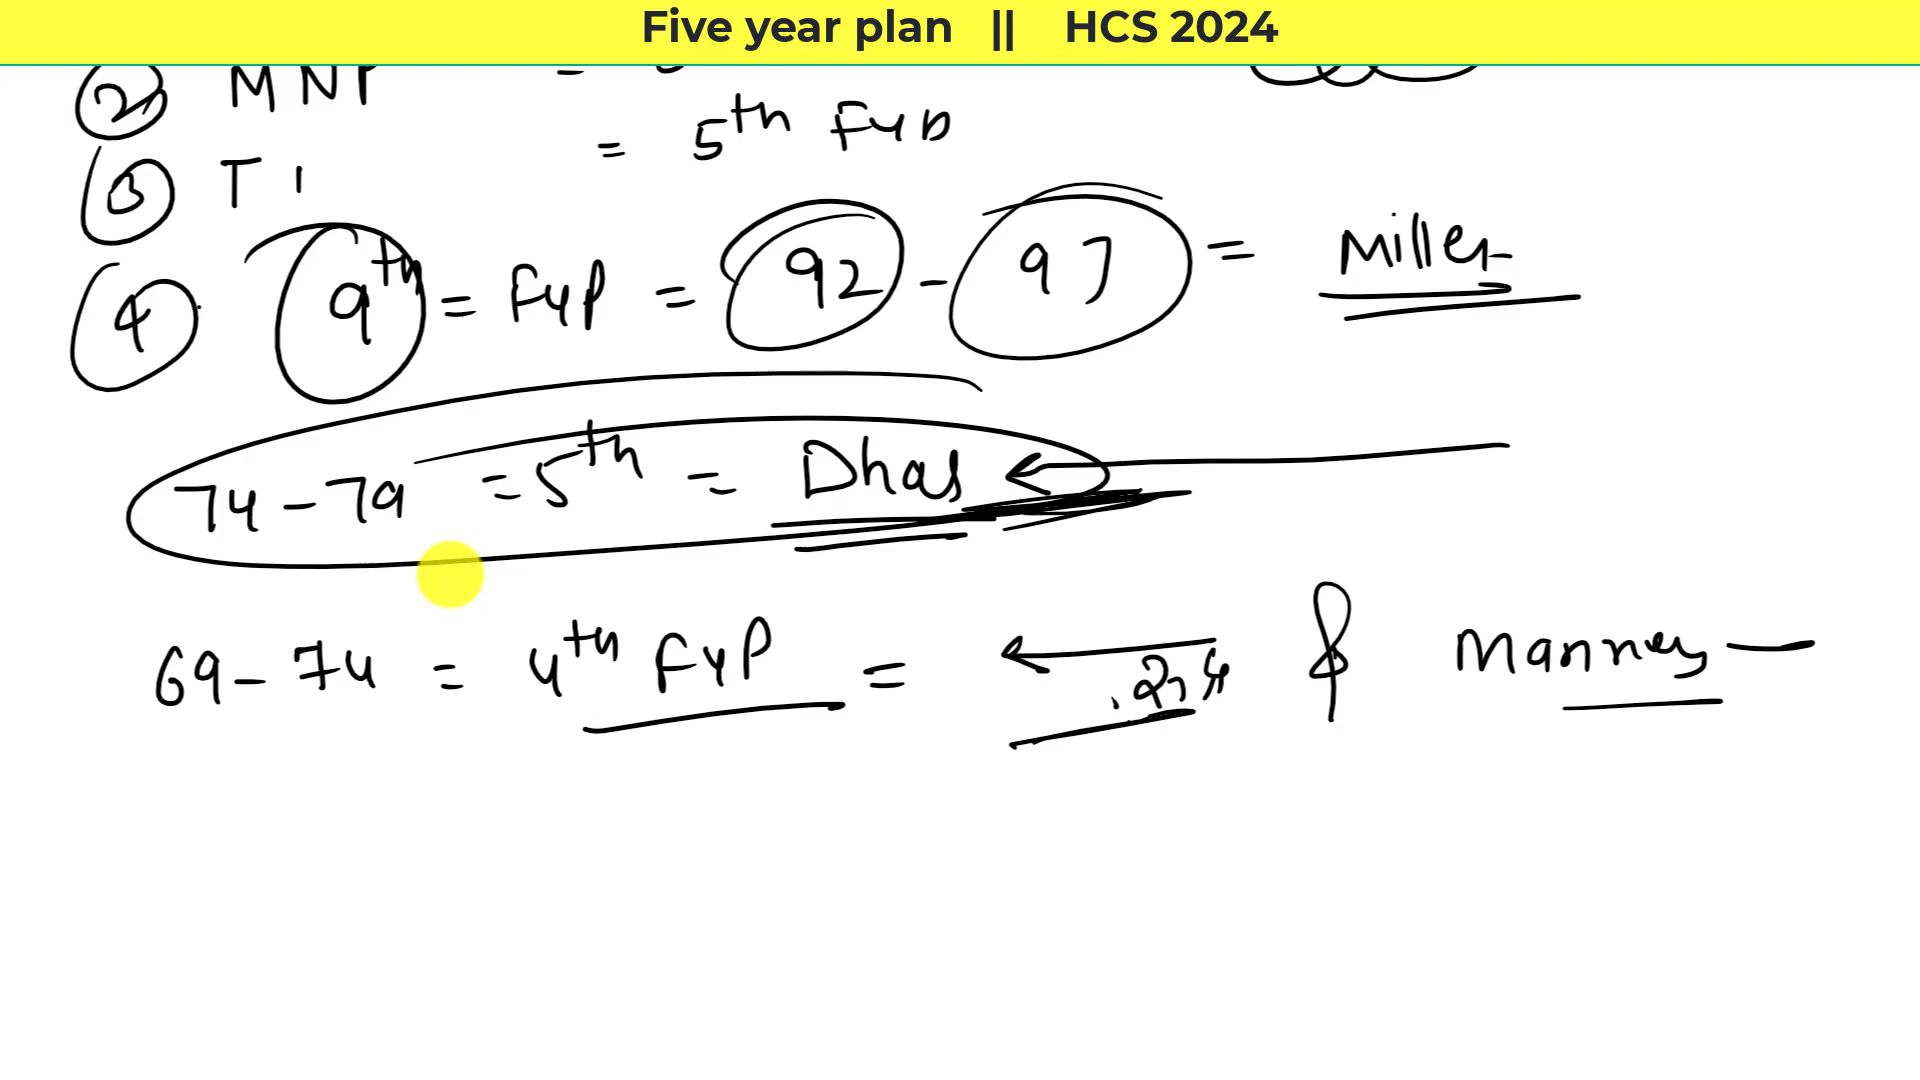 Five year plan || HCS 2024
② MNP =
= 5th Fyp
③ T
④ 9th = Fyp = 92 - 97 = Miller
74 - 79 = 5th = Dhar
69 - 74 = 4th FyP = & Mannes